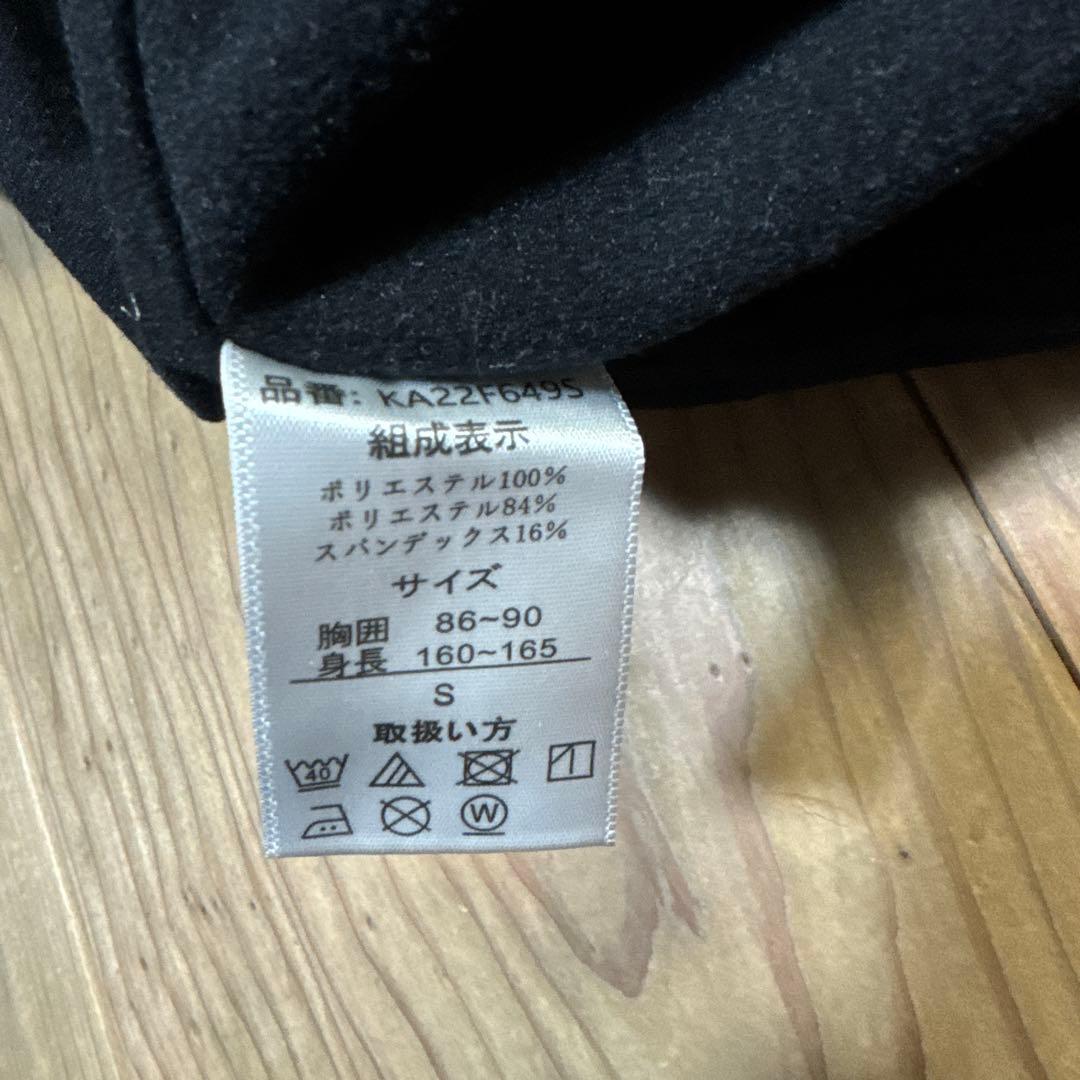 品番: KA22F649S
組成表示
ポリエステル100%
ポリエステル84%
スパンデックス16%
サイズ
胸囲 86~90
身長 160~165
S
取扱い方
40
W